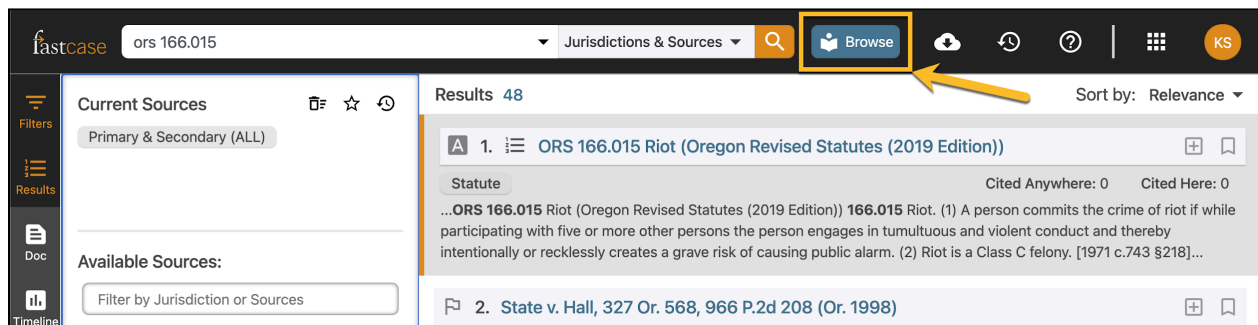 fastcase
ors 166.015
Jurisdictions & Sources
Browse
KS
Filters
Results
Doc
Timeline
Current Sources
Primary & Secondary (ALL)
Available Sources:
Filter by Jurisdiction or Sources
Results 48
Sort by: Relevance
A 1. ORS 166.015 Riot (Oregon Revised Statutes (2019 Edition))
Statute
Cited Anywhere: 0 Cited Here: 0
...ORS 166.015 Riot (Oregon Revised Statutes (2019 Edition)) 166.015 Riot. (1) A person commits the crime of riot if while
participating with five or more other persons the person engages in tumultuous and violent conduct and thereby
intentionally or recklessly creates a grave risk of causing public alarm. (2) Riot is a Class C felony. [1971 c.743 §218]...
2. State v. Hall, 327 Or. 568, 966 P.2d 208 (Or. 1998)